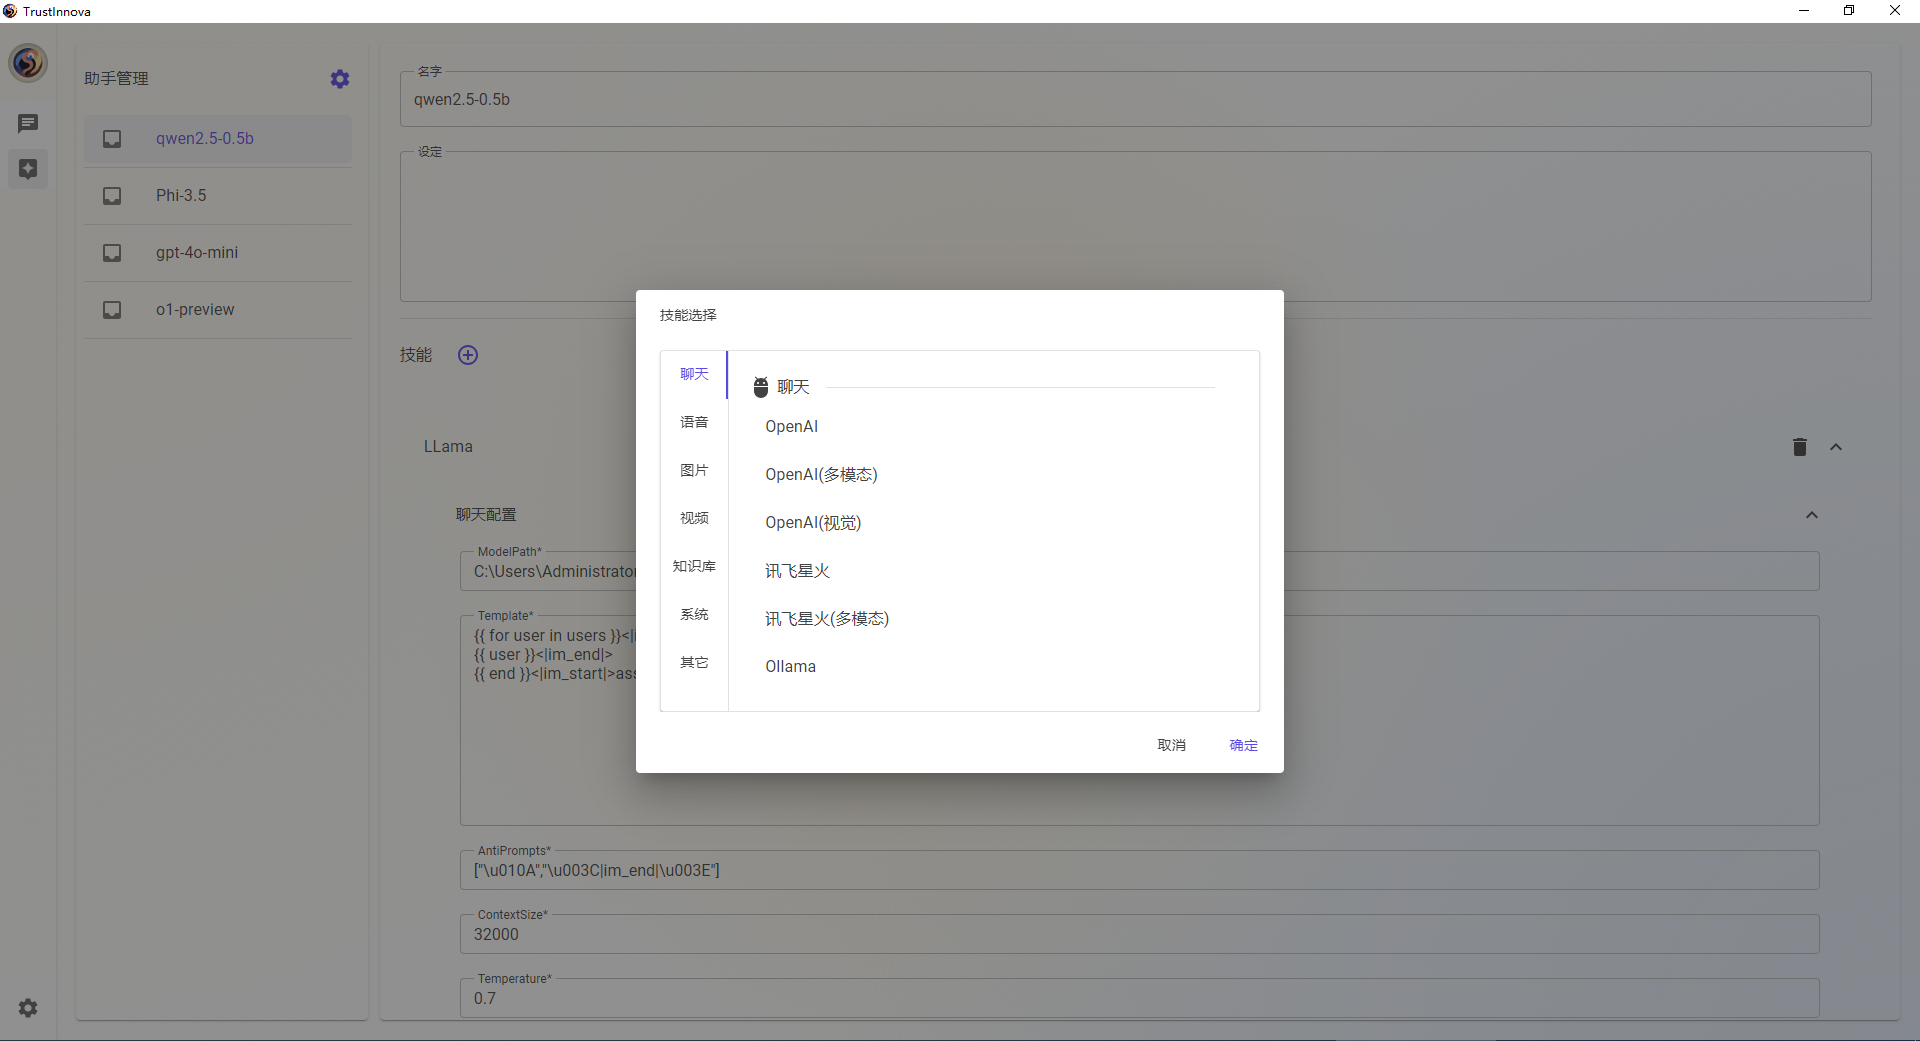 TrustInnova
助手管理
qwen2.5-0.5b
Phi-3.5
gpt-4o-mini
o1-preview
名字
qwen2.5-0.5b
设定
技能
LLama
聊天配置
ModelPath*
C:\Users\Administrator
Template*
{{ for user in users }}<|i
{{ user }}<|im_end|>
{{ end }}<|im_start|>ass
AntiPrompts*
["\u010A","\u003C|im_end|\u003E"]
ContextSize*
32000
Temperature*
0.7
技能选择
聊天
语音
图片
视频
知识库
系统
其它
聊天
OpenAI
OpenAI(多模态)
OpenAI(视觉)
讯飞星火
讯飞星火(多模态)
Ollama
取消
确定